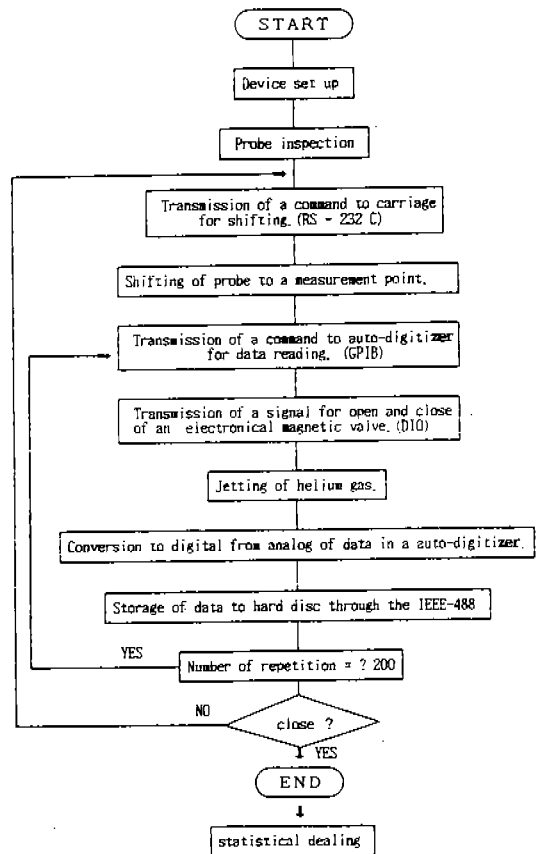 START
Device set up
Probe inspection
Transmission of a command to carriage
for shifting. (RS - 232 C)
Shifting of probe to a measurement point.
Transmission of a command to auto-digitizer
for data reading. (GPIB)
Transmission of a signal for open and close
of an electronical magnetic valve. (DIO)
Jetting of helium gas.
Conversion to digital from analog of data in a auto-digitizer.
Storage of data to hard disc through the IEEE-488
YES
Number of repetition = ? 200
NO
close ?
YES
END
statistical dealing